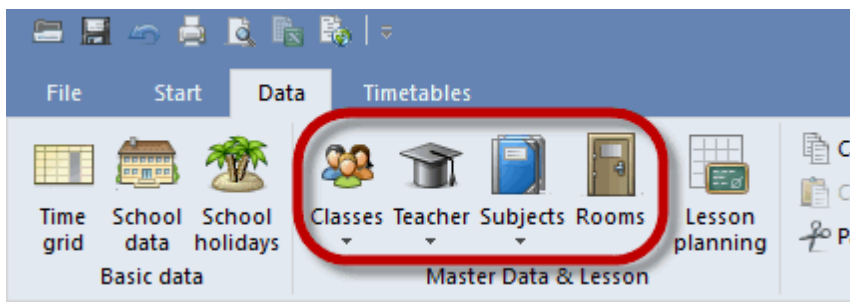 File Start Data Timetables
Classes Teacher Subjects Rooms
Time School School Lesson
grid data holidays planning
Basic data Master Data & Lesson